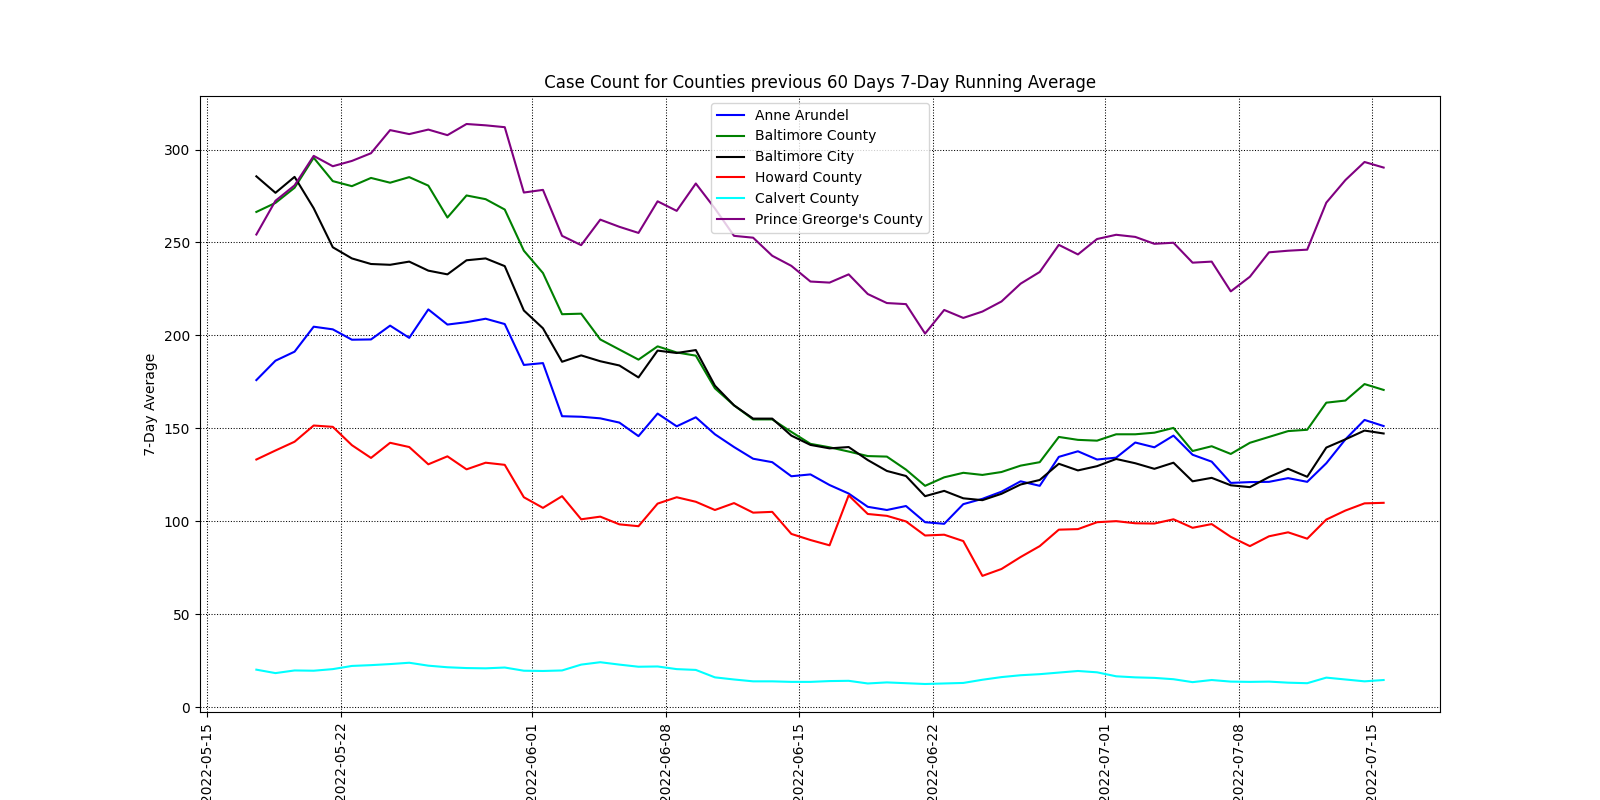 Case Count for Counties previous 60 Days 7-Day Running Average
Anne Arundel
Baltimore County
Baltimore City
Howard County
Calvert County
Prince Greorge's County
7-Day Average
300
250
200
150
100
50
0
2022-05-15
2022-05-22
2022-06-01
2022-06-08
2022-06-15
2022-06-22
2022-07-01
2022-07-08
2022-07-15